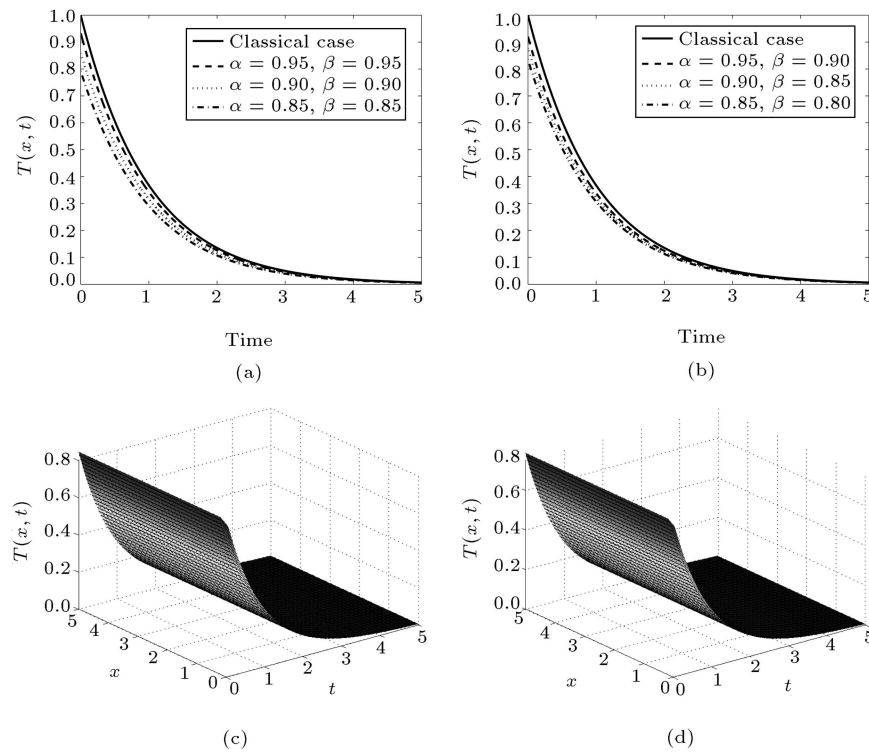 1.0
0.9
0.8
0.7
0.6
0.5
0.4
0.3
0.2
0.1
0.0
T(x, t)
Classical case
α = 0.95, β = 0.95
α = 0.90, β = 0.90
α = 0.85, β = 0.85
0 1 2 3 4 5
Time
(a)
1.0
0.9
0.8
0.7
0.6
0.5
0.4
0.3
0.2
0.1
0.0
T(x, t)
Classical case
α = 0.95, β = 0.90
α = 0.90, β = 0.85
α = 0.85, β = 0.80
0 1 2 3 4 5
Time
(b)
0.8
0.6
0.4
0.2
0.0
T(x, t)
5 4 3 2 1 0
x
0 1 2 3 4 5
t
(c)
0.8
0.6
0.4
0.2
0.0
T(x, t)
5 4 3 2 1 0
x
0 1 2 3 4 5
t
(d)